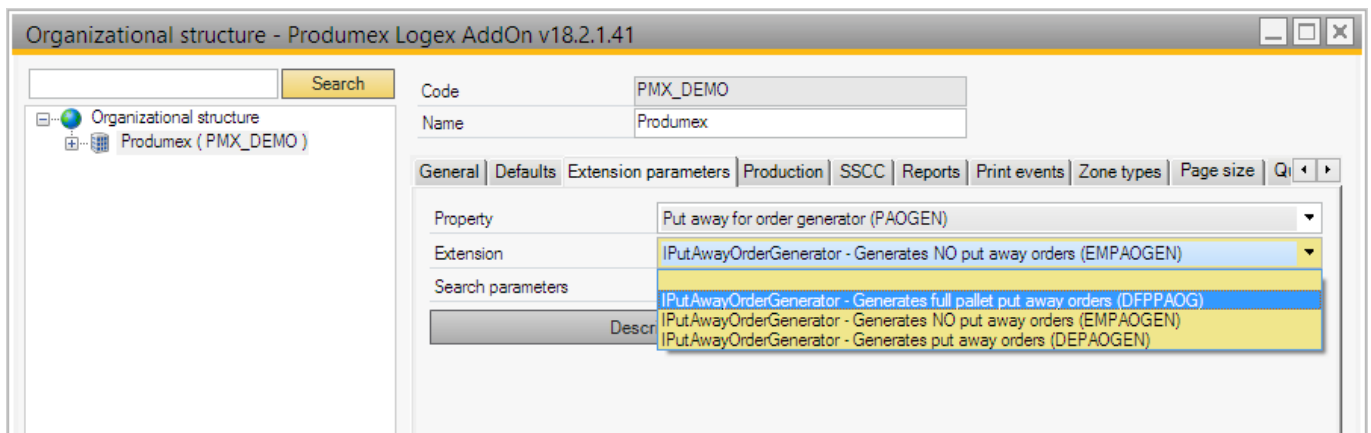 Organizational structure - Produmex Logex AddOn v18.2.1.41
Search
Organizational structure
Produmex ( PMX_DEMO )
Code PMX_DEMO
Name Produmex
General Defaults Extension parameters Production SSCC Reports Print events Zone types Page size
Property Put away for order generator (PAOGEN)
Extension IPutAwayOrderGenerator - Generates NO put away orders (EMPAOGEN)
Search parameters
IPutAwayOrderGenerator - Generates full pallet put away orders (DFPPAOG)
IPutAwayOrderGenerator - Generates NO put away orders (EMPAOGEN)
IPutAwayOrderGenerator - Generates put away orders (DEPAOGEN)
Descr